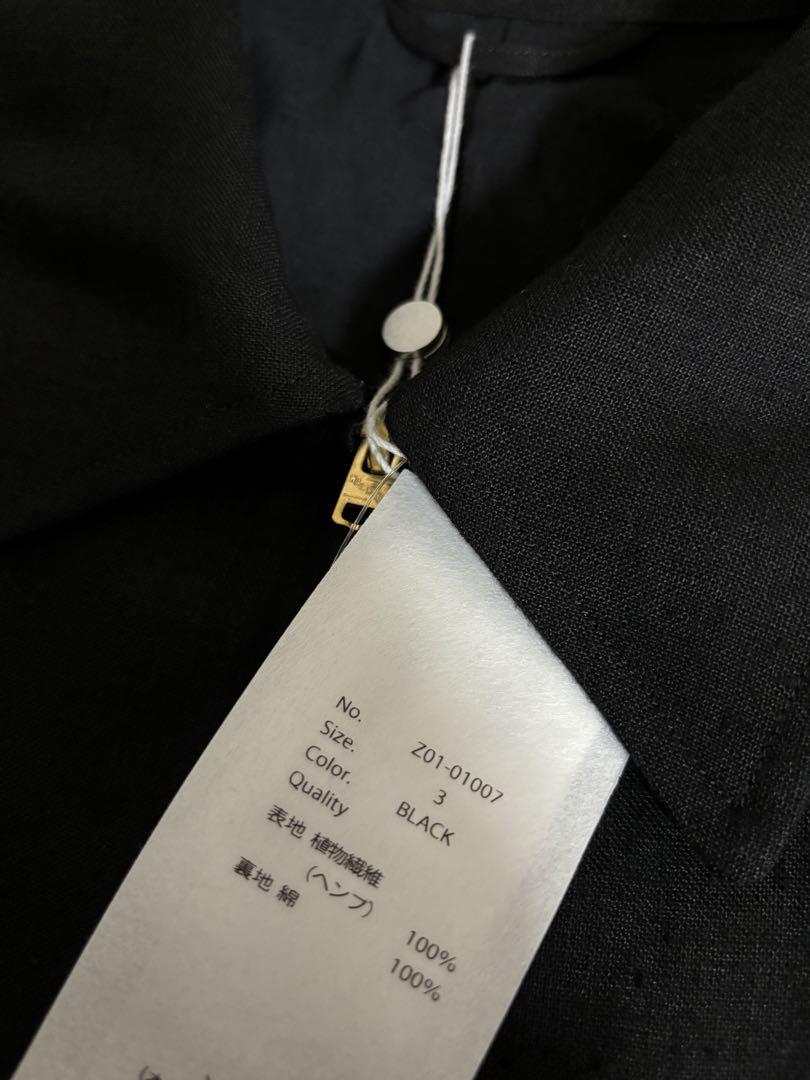 No. Z01-01007
Size. 3
Color. BLACK
Quality
表地 植物繊維
(ヘンプ) 100%
裏地 綿 100%